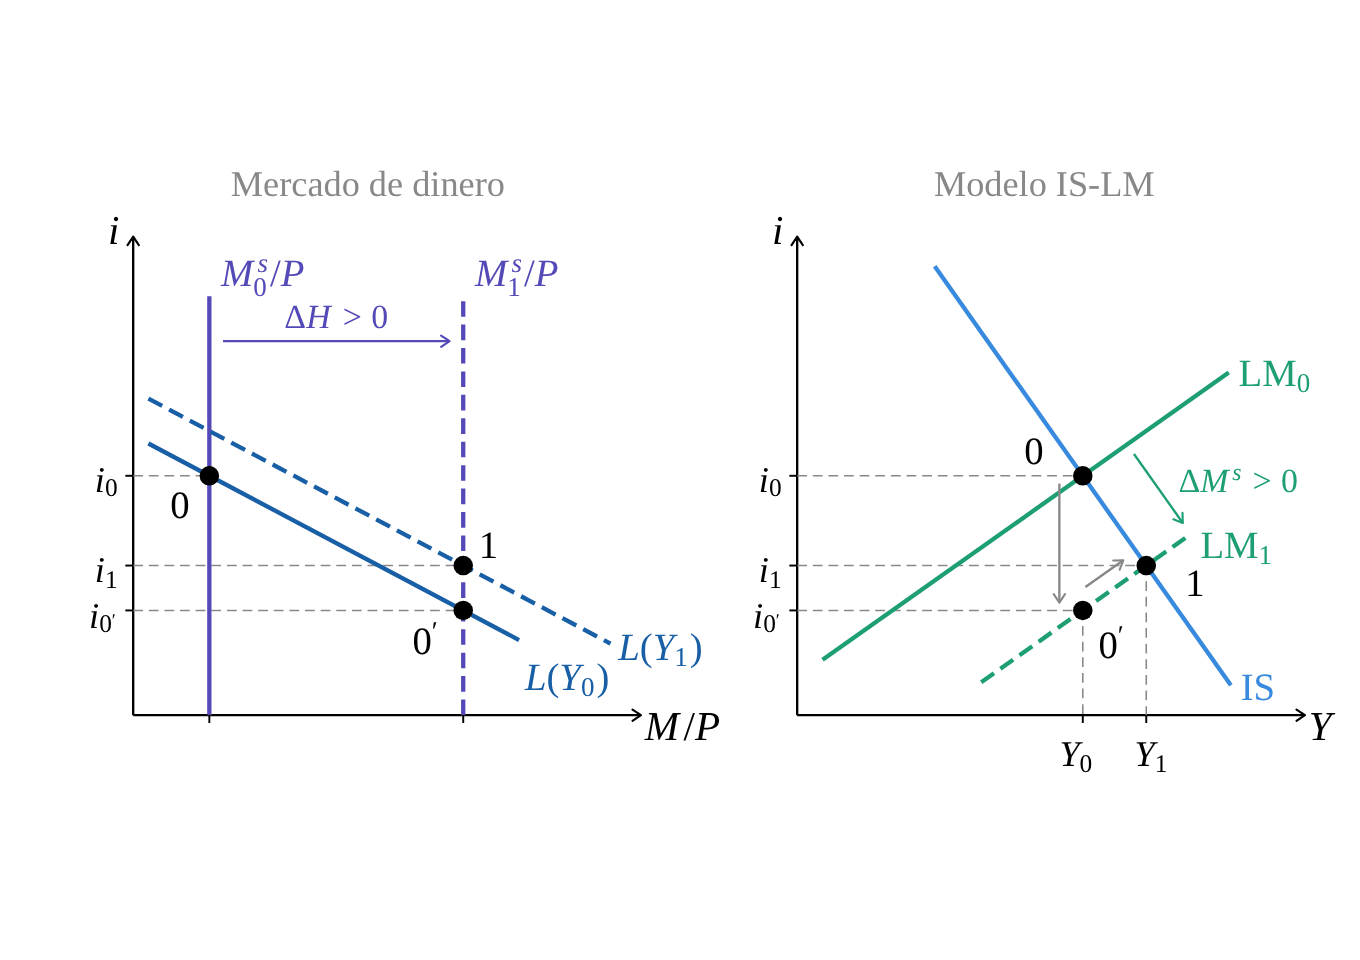 Mercado de dinero
i
M₀ˢ/P
M₁ˢ/P
ΔH > 0
i₀
0
1
i₁
i₀′
0′
L(Y₁)
L(Y₀)
M/P
Modelo IS-LM
i
LM₀
0
i₀
ΔMˢ > 0
LM₁
i₁
1
i₀′
0′
IS
Y
Y₀
Y₁